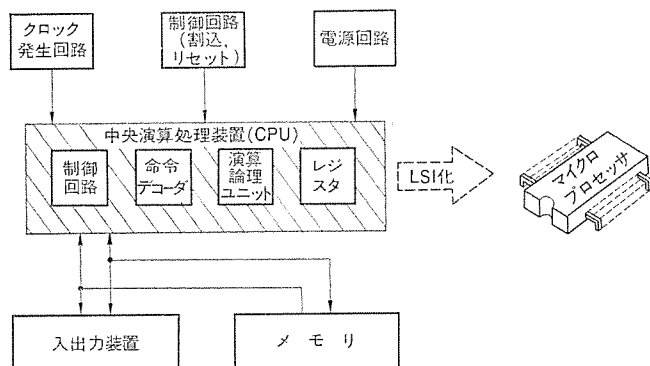 クロック
発生回路
制御回路
(割込,
リセット)
電源回路
中央演算処理装置(CPU)
制御
回路
命令
デコーダ
演算
論理
ユニット
レジ
スタ
LSI化
マイクロ
プロセッサ
入出力装置
メモリ